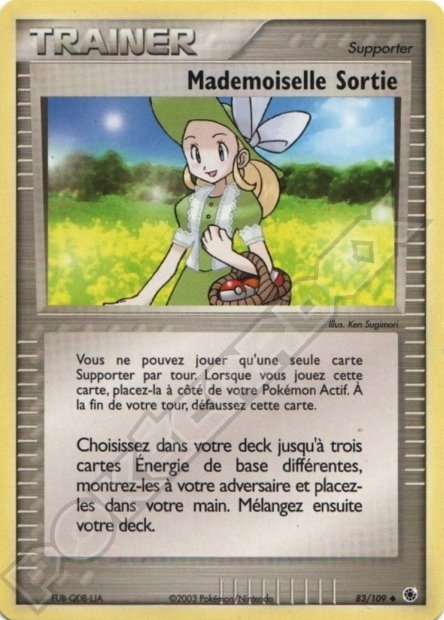 TRAINER
Supporter
Mademoiselle Sortie
Illus. Ken Sugimori
Vous ne pouvez jouer qu'une seule carte
Supporter par tour. Lorsque vous jouez cette
carte, placez-la à côté de votre Pokémon Actif. À
la fin de votre tour, défaussez cette carte.
Choisissez dans votre deck jusqu'à trois
cartes Énergie de base différentes,
montrez-les à votre adversaire et placez-
les dans votre main. Mélangez ensuite
votre deck.
EUB-QDB-LJA
©2003 Pokémon/Nintendo
83/109